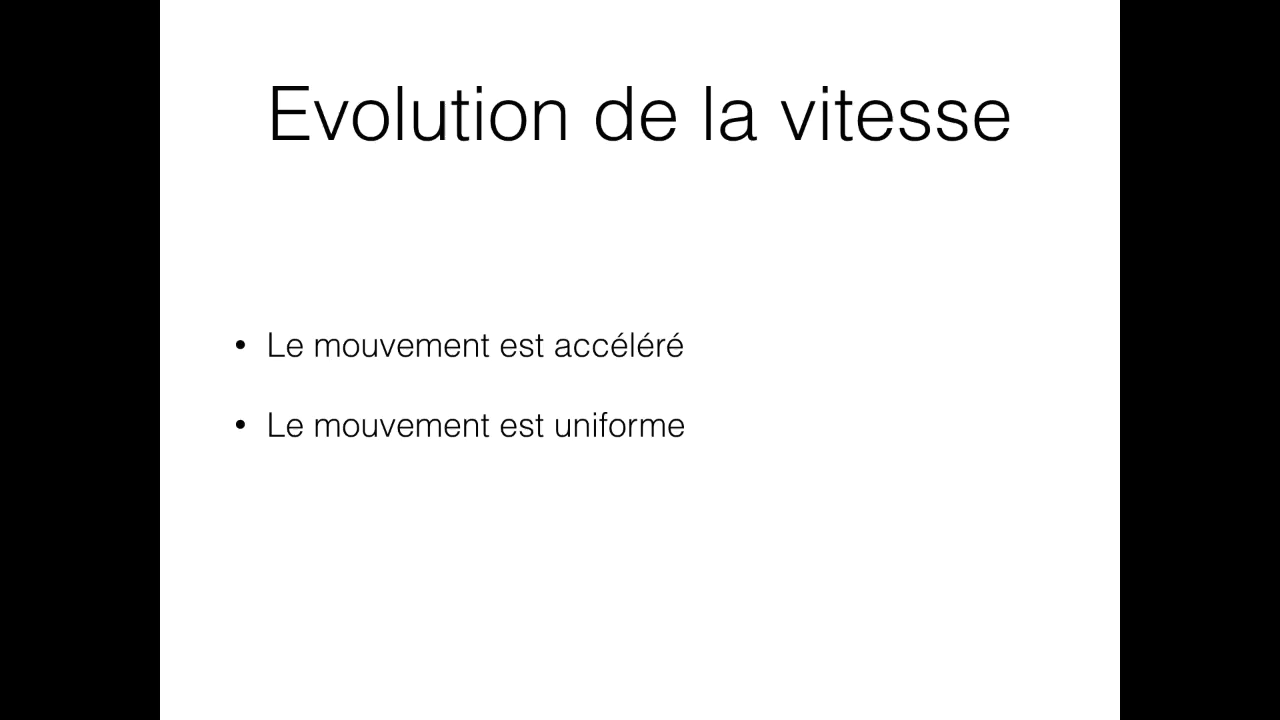 Evolution de la vitesse
• Le mouvement est accéléré
• Le mouvement est uniforme